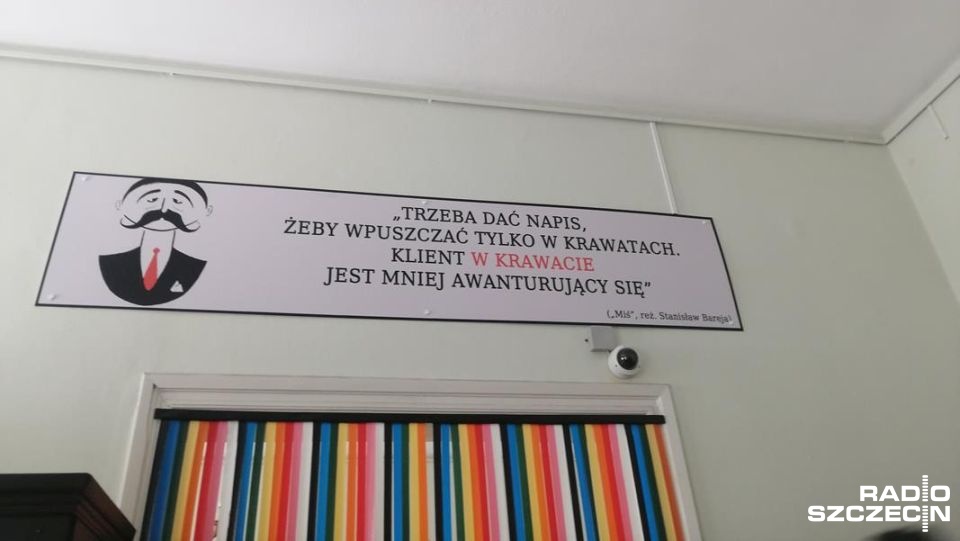 „TRZEBA DAĆ NAPIS,
ŻEBY WPUSZCZAĆ TYLKO W KRAWATACH.
KLIENT W KRAWACIE
JEST MNIEJ AWANTURUJĄCY SIĘ”
(„Miś”, reż. Stanisław Bareja)
RADIO
SZCZECIN